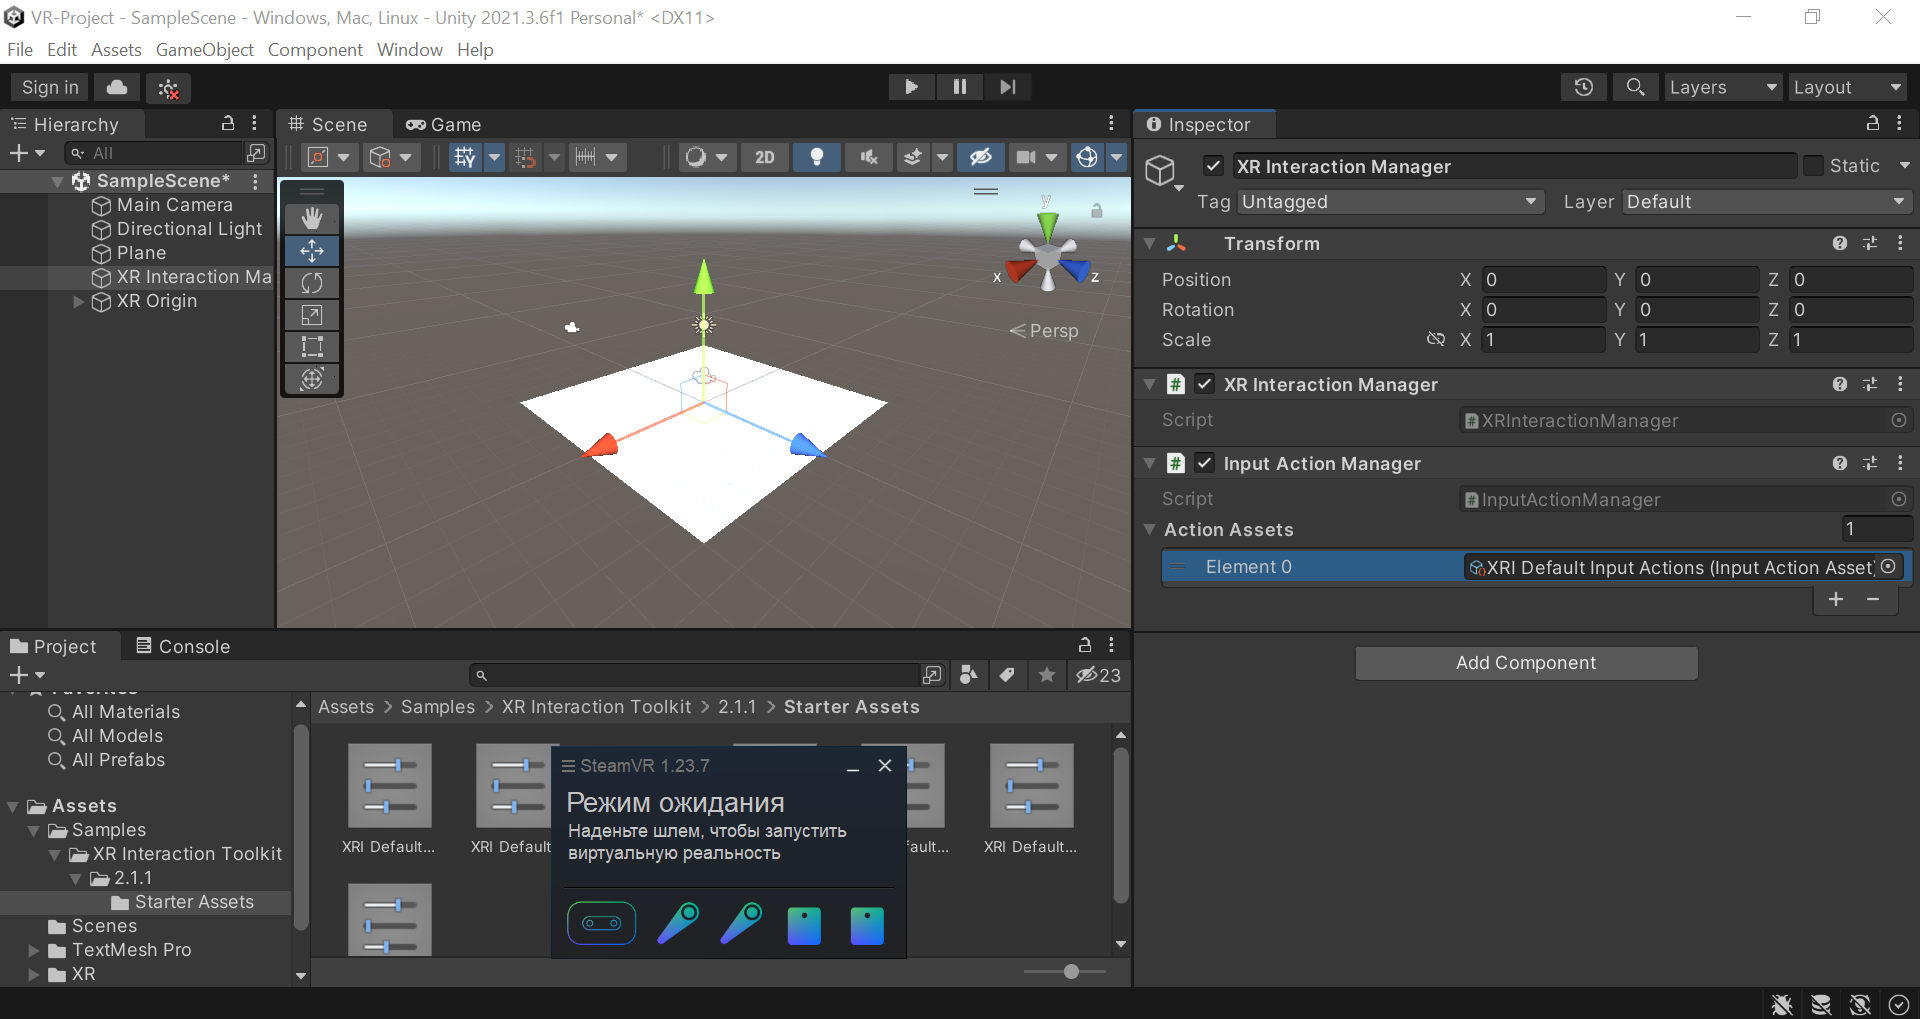 VR-Project - SampleScene - Windows, Mac, Linux - Unity 2021.3.6f1 Personal* <DX11>
File Edit Assets GameObject Component Window Help
Sign in
Layers
Layout
Hierarchy
All
SampleScene*
Main Camera
Directional Light
Plane
XR Interaction Ma
XR Origin
Scene
Game
2D
y
x
z
Persp
Inspector
XR Interaction Manager
Static
Tag Untagged
Layer Default
Transform
Position X 0 Y 0 Z 0
Rotation X 0 Y 0 Z 0
Scale X 1 Y 1 Z 1
# XR Interaction Manager
Script # XRInteractionManager
# Input Action Manager
Script # InputActionManager
Action Assets 1
Element 0 XRI Default Input Actions (Input Action Asset)
Add Component
Project
Console
23
All Materials
All Models
All Prefabs
Assets
Samples
XR Interaction Toolkit
2.1.1
Starter Assets
Scenes
TextMesh Pro
XR
Assets > Samples > XR Interaction Toolkit > 2.1.1 > Starter Assets
XRI Default...
XRI Default
fault...
XRI Default...
SteamVR 1.23.7
Режим ожидания
Наденьте шлем, чтобы запустить
виртуальную реальность